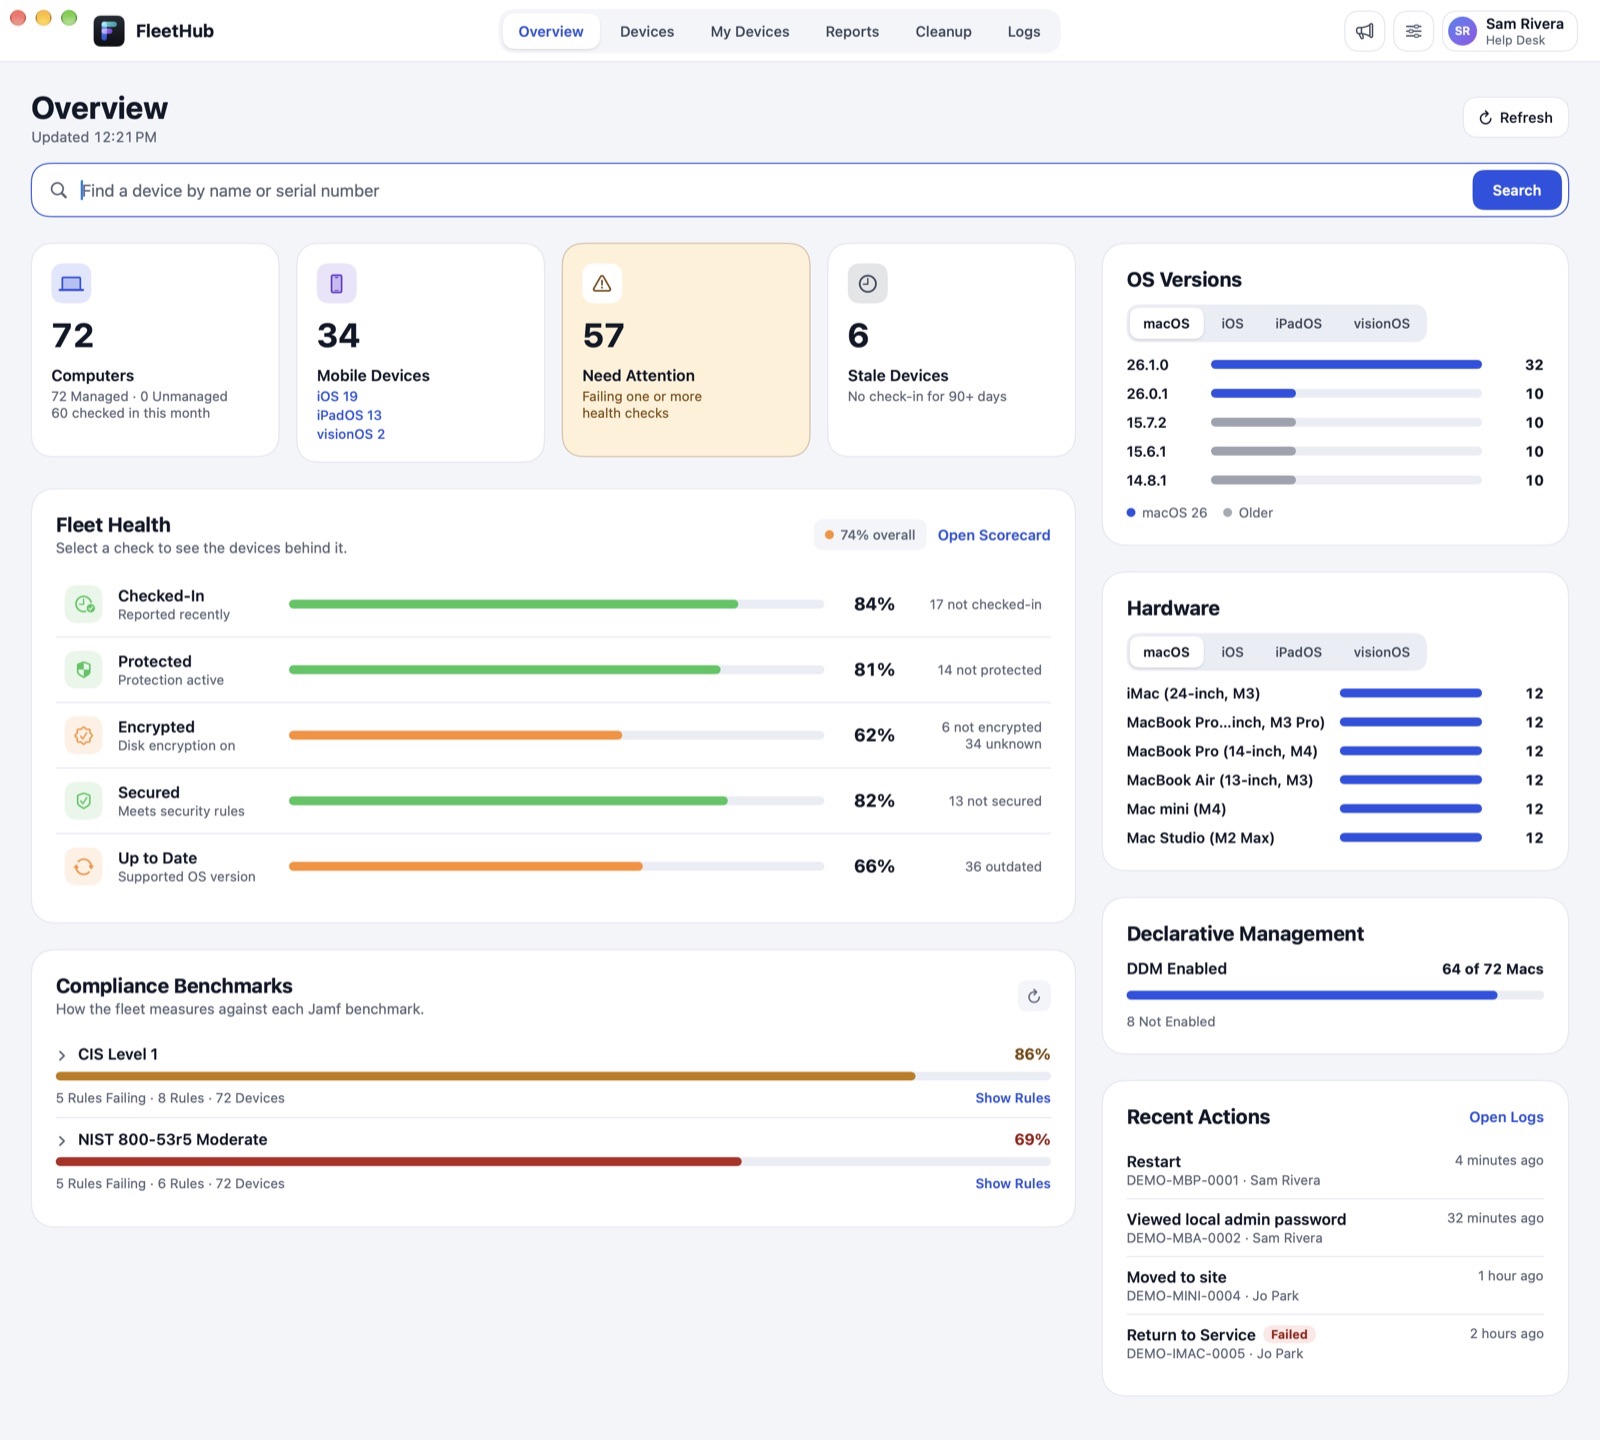 FleetHub
Overview
Devices
My Devices
Reports
Cleanup
Logs
SR
Sam Rivera
Help Desk
Overview
Updated 12:21 PM
Refresh
Find a device by name or serial number
Search
72
Computers
72 Managed · 0 Unmanaged
60 checked in this month
34
Mobile Devices
iOS 19
iPadOS 13
visionOS 2
57
Need Attention
Failing one or more
health checks
6
Stale Devices
No check-in for 90+ days
Fleet Health
Select a check to see the devices behind it.
74% overall
Open Scorecard
Checked-In
Reported recently
84%
17 not checked-in
Protected
Protection active
81%
14 not protected
Encrypted
Disk encryption on
62%
6 not encrypted
34 unknown
Secured
Meets security rules
82%
13 not secured
Up to Date
Supported OS version
66%
36 outdated
Compliance Benchmarks
How the fleet measures against each Jamf benchmark.
CIS Level 1
86%
5 Rules Failing · 8 Rules · 72 Devices
Show Rules
NIST 800-53r5 Moderate
69%
5 Rules Failing · 6 Rules · 72 Devices
Show Rules
OS Versions
macOS
iOS
iPadOS
visionOS
26.1.0
32
26.0.1
10
15.7.2
10
15.6.1
10
14.8.1
10
macOS 26
Older
Hardware
macOS
iOS
iPadOS
visionOS
iMac (24-inch, M3)
12
MacBook Pro...inch, M3 Pro)
12
MacBook Pro (14-inch, M4)
12
MacBook Air (13-inch, M3)
12
Mac mini (M4)
12
Mac Studio (M2 Max)
12
Declarative Management
DDM Enabled
64 of 72 Macs
8 Not Enabled
Recent Actions
Open Logs
Restart
4 minutes ago
DEMO-MBP-0001 · Sam Rivera
Viewed local admin password
32 minutes ago
DEMO-MBA-0002 · Sam Rivera
Moved to site
1 hour ago
DEMO-MINI-0004 · Jo Park
Return to Service
Failed
2 hours ago
DEMO-IMAC-0005 · Jo Park